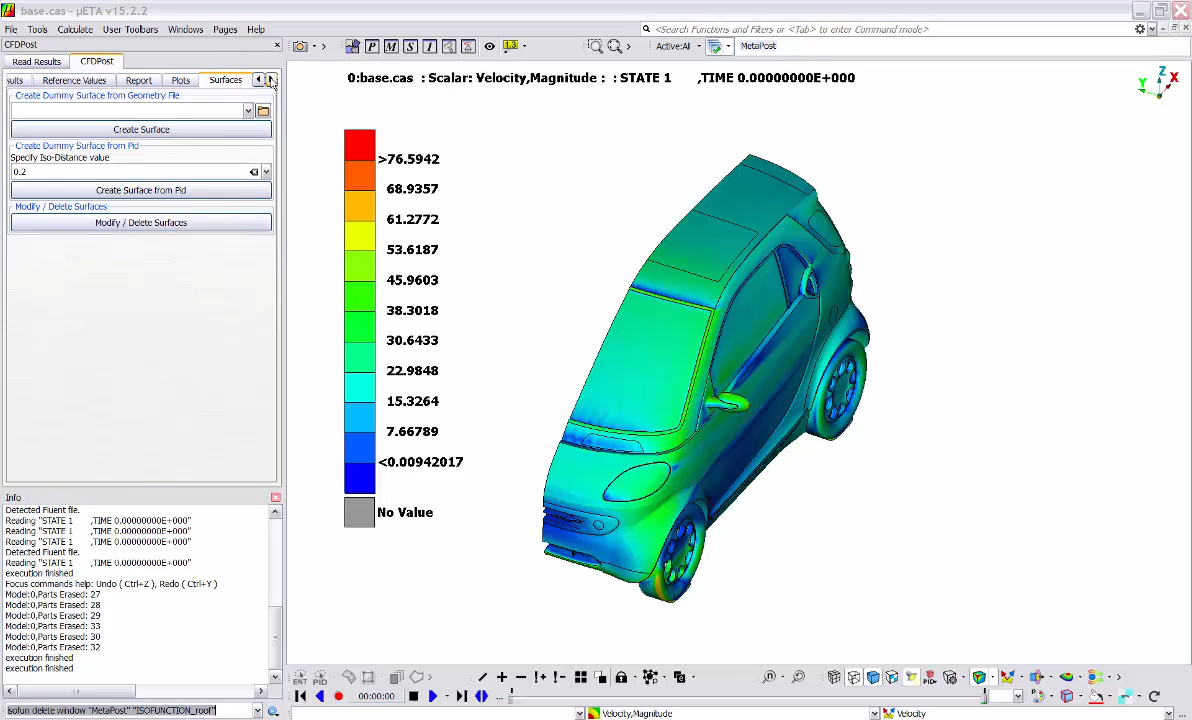 base.cas - µETA v15.2.2
File Tools Calculate User Toolbars Windows Pages Help
<Search Functions and Filters or <Tab> to enter Command mode>
CFDPost
Read Results CFDPost
P M S I 1.3 Active:All MetaPost
sults Reference Values Report Plots Surfaces
0:base.cas : Scalar: Velocity,Magnitude : : STATE 1 ,TIME 0.00000000E+000
Z
Y X
Create Dummy Surface from Geometry File
Create Surface
Create Dummy Surface from Pid
Specify Iso-Distance value
0.2
Create Surface from Pid
Modify / Delete Surfaces
Modify / Delete Surfaces
>76.5942
68.9357
61.2772
53.6187
45.9603
38.3018
30.6433
22.9848
15.3264
7.66789
<0.00942017
No Value
Info
Detected Fluent file.
Reading "STATE 1 ,TIME 0.00000000E+000"
Reading "STATE 1 ,TIME 0.00000000E+000"
Reading "STATE 1 ,TIME 0.00000000E+000"
Detected Fluent file.
Reading "STATE 1 ,TIME 0.00000000E+000"
execution finished
Focus commands help: Undo ( Ctrl+Z ), Redo ( Ctrl+Y )
Model:0,Parts Erased: 27
Model:0,Parts Erased: 28
Model:0,Parts Erased: 29
Model:0,Parts Erased: 33
Model:0,Parts Erased: 30
Model:0,Parts Erased: 32
execution finished
execution finished
ENT PID PID
00:00:00
isofun delete window "MetaPost" "ISOFUNCTION_roof"
Velocity,Magnitude Velocity